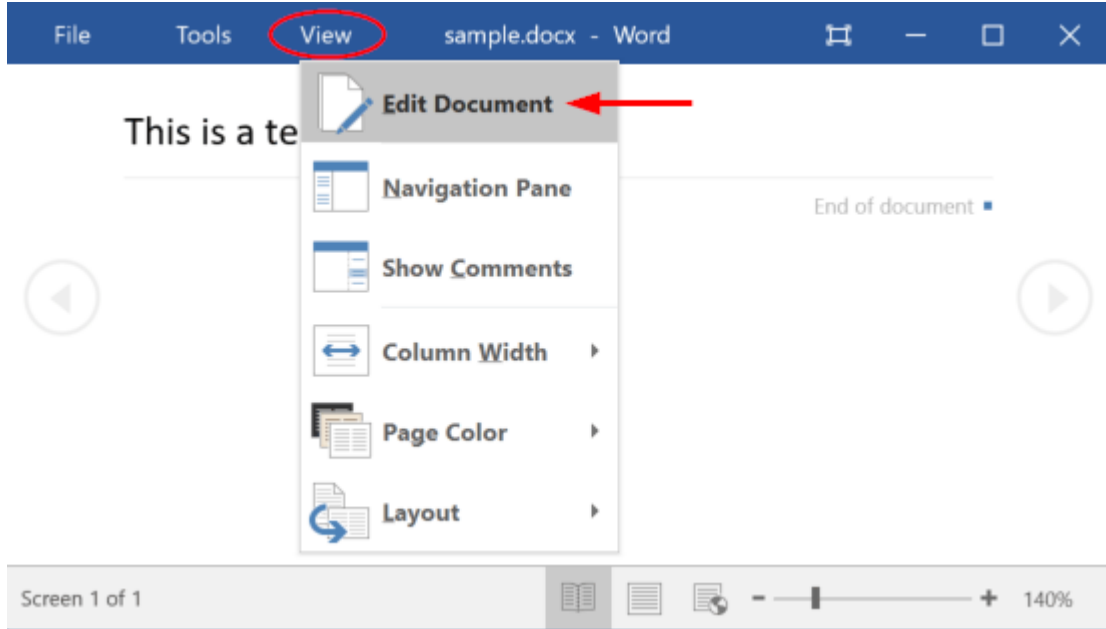 File Tools View sample.docx - Word
Edit Document
This is a te
Navigation Pane
End of document
Show Comments
Column Width
Page Color
Layout
Screen 1 of 1 - + 140%